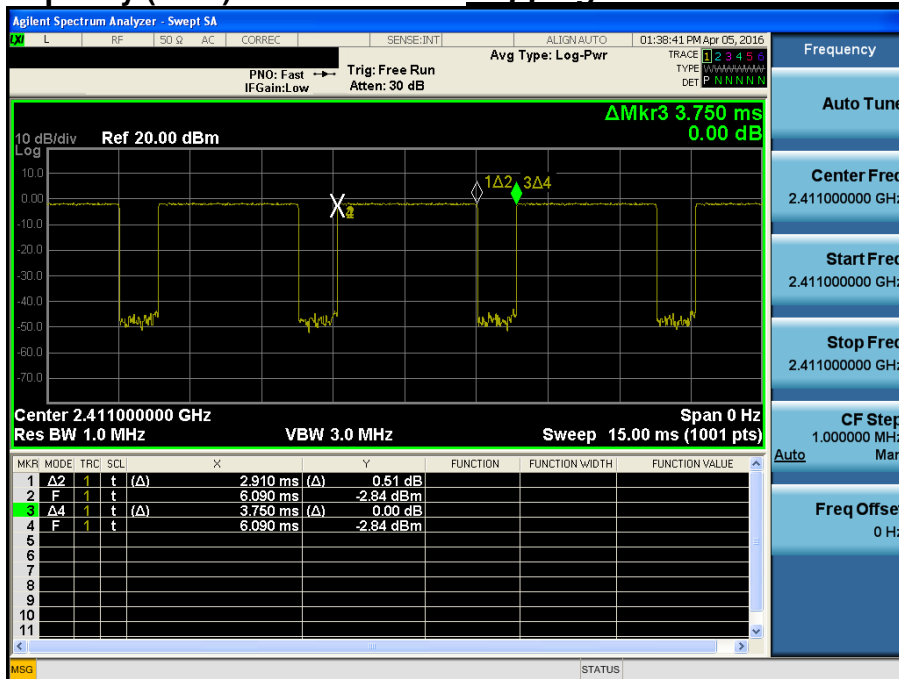 Agilent Spectrum Analyzer - Swept SA
LXI L RF 50 Ω AC CORREC SENSE:INT ALIGN AUTO 01:38:41 PM Apr 05, 2016
Avg Type: Log-Pwr TRACE 1 2 3 4 5 6
PNO: Fast Trig: Free Run TYPE
IFGain:Low Atten: 30 dB DET P N N N N N
ΔMkr3 3.750 ms
0.00 dB
10 dB/div Ref 20.00 dBm
Log
10.0
0.00
-10.0
-20.0
-30.0
-40.0
-50.0
-60.0
-70.0
1Δ2 3Δ4
Center 2.411000000 GHz Span 0 Hz
Res BW 1.0 MHz VBW 3.0 MHz Sweep 15.00 ms (1001 pts)
MKR MODE TRC SCL X Y FUNCTION FUNCTION WIDTH FUNCTION VALUE
1 Δ2 1 t (Δ) 2.910 ms (Δ) 0.51 dB
2 F 1 t 6.090 ms -2.84 dBm
3 Δ4 1 t (Δ) 3.750 ms (Δ) 0.00 dB
4 F 1 t 6.090 ms -2.84 dBm
5
6
7
8
9
10
11
MSG STATUS
Frequency
Auto Tune
Center Freq
2.411000000 GHz
Start Freq
2.411000000 GHz
Stop Freq
2.411000000 GHz
CF Step
1.000000 MHz
Auto Man
Freq Offset
0 Hz